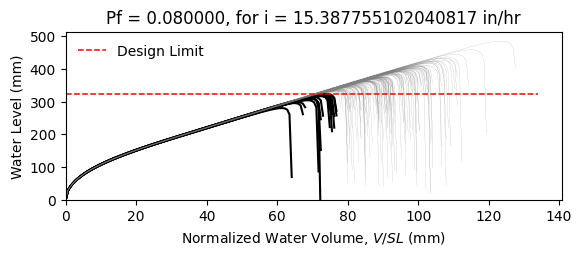 Pf = 0.080000, for i = 15.387755102040817 in/hr
Water Level (mm)
500
400
300
200
100
0
Design Limit
0 20 40 60 80 100 120 140
Normalized Water Volume, V/SL (mm)